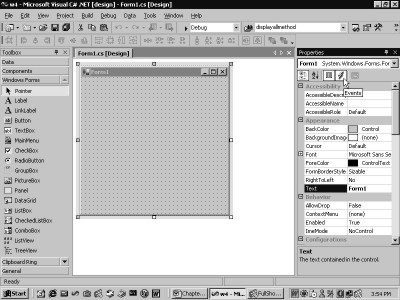 w4 - Microsoft Visual C# .NET [design] - Form1.cs [Design]
File Edit View Project Build Debug Data Tools Window Help
Debug
displayallmethod
Toolbox
Data
Components
Windows Forms
Pointer
Label
LinkLabel
Button
TextBox
MainMenu
CheckBox
RadioButton
GroupBox
PictureBox
Panel
DataGrid
ListBox
CheckedListBox
ComboBox
ListView
TreeView
Clipboard Ring
General
Form1.cs [Design]
Form1
Properties
Form1 System.Windows.Forms.For
Events
Accessibility
AccessibleDesc
AccessibleName
AccessibleRole Default
Appearance
BackColor Control
BackgroundImag (none)
Cursor Default
Font Microsoft Sans Se
ForeColor ControlText
FormBorderStyle Sizable
RightToLeft No
Text Form1
Behavior
AllowDrop False
ContextMenu (none)
Enabled True
ImeMode NoControl
Configurations
Text
The text contained in the control.
Ready
Start
Chapte...
w4 - Mi...
FullSho...
3:54 PM